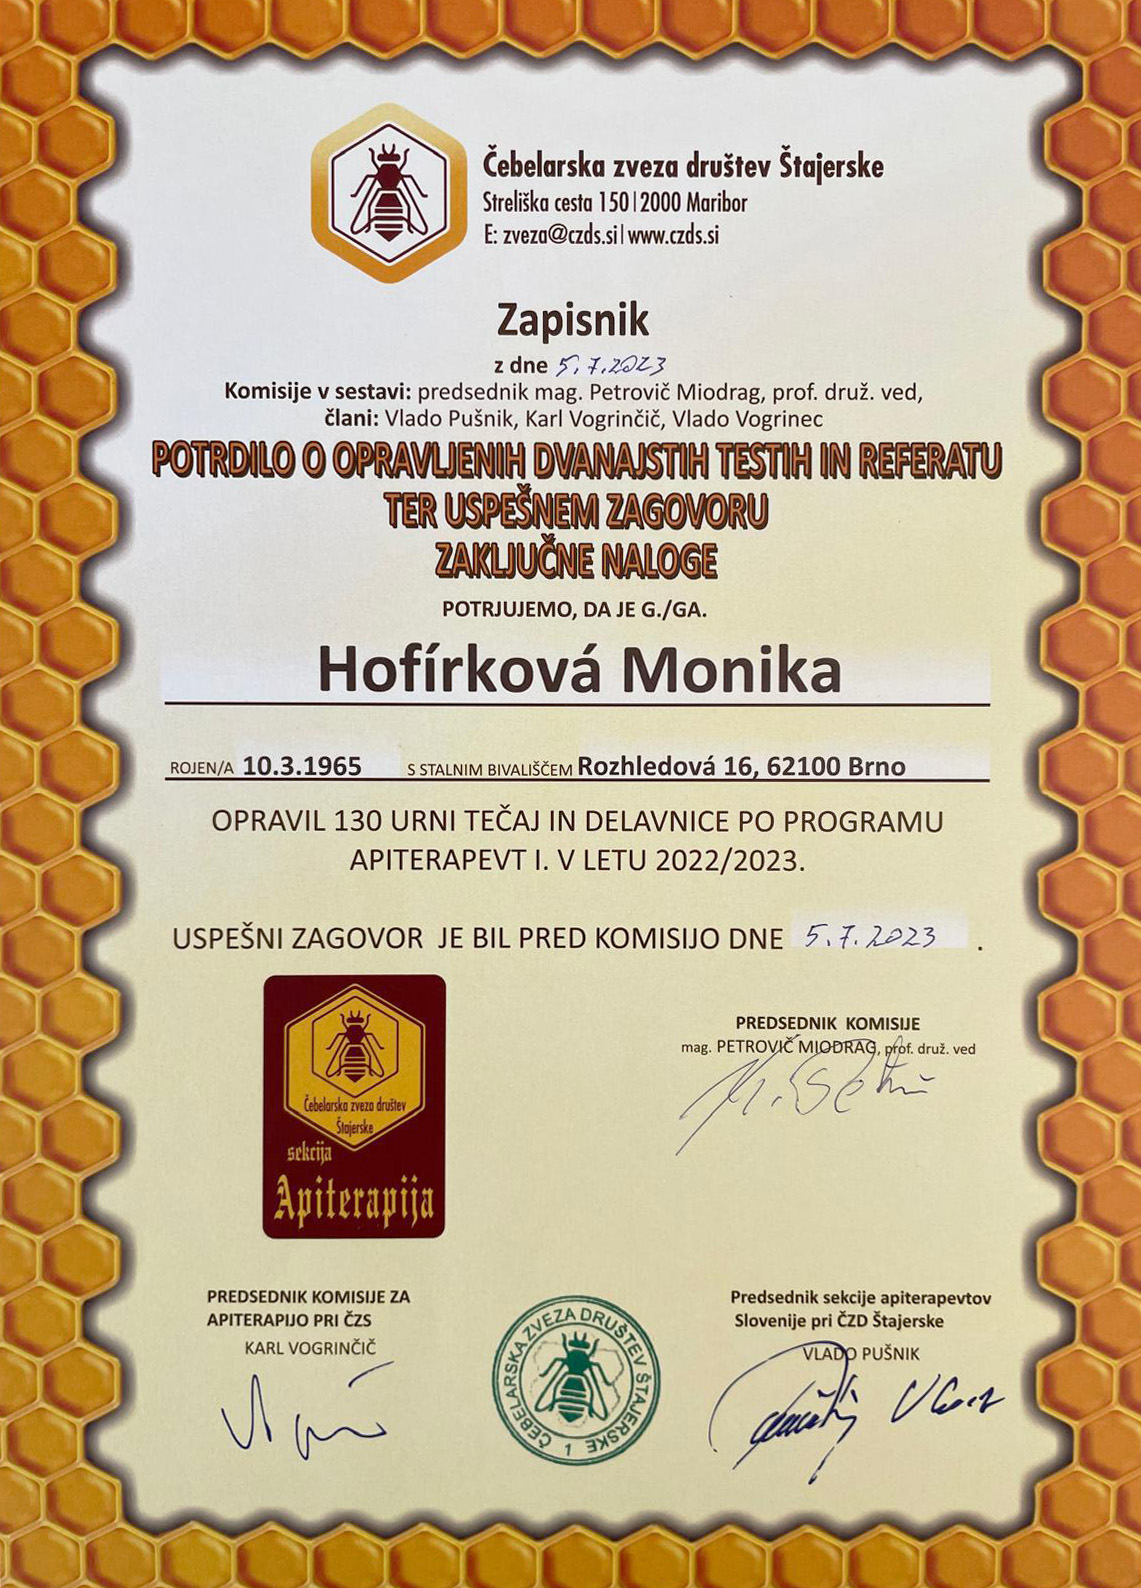 Čebelarska zveza društev Štajerske
Streliška cesta 150 | 2000 Maribor
E: zveza@czds.si | www.czds.si
Zapisnik
z dne 5.7.2023
Komisije v sestavi: predsednik mag. Petrovič Miodrag, prof. druž. ved,
člani: Vlado Pušnik, Karl Vogrinčič, Vlado Vogrinec
POTRDILO O OPRAVLJENIH DVANAJSTIH TESTIH IN REFERATU
TER USPEŠNEM ZAGOVORU
ZAKLJUČNE NALOGE
POTRJUJEMO, DA JE G./GA.
Hofírková Monika
ROJEN/A 10.3.1965 S STALNIM BIVALIŠČEM Rozhledová 16, 62100 Brno
OPRAVIL 130 URNI TEČAJ IN DELAVNICE PO PROGRAMU
APITERAPEVT I. V LETU 2022/2023.
USPEŠNI ZAGOVOR JE BIL PRED KOMISIJO DNE 5.7.2023 .
Čebelarska zveza društev
Štajerske
sekcija
Apiterapija
PREDSEDNIK KOMISIJE
mag. PETROVIČ MIODRAG, prof. druž. ved
PREDSEDNIK KOMISIJE ZA
APITERAPIJO PRI ČZS
KARL VOGRINČIČ
ČEBELARSKA ZVEZA DRUŠTEV ŠTAJERSKE 1
Predsednik sekcije apiterapevtov
Slovenije pri ČZD Štajerske
VLADO PUŠNIK